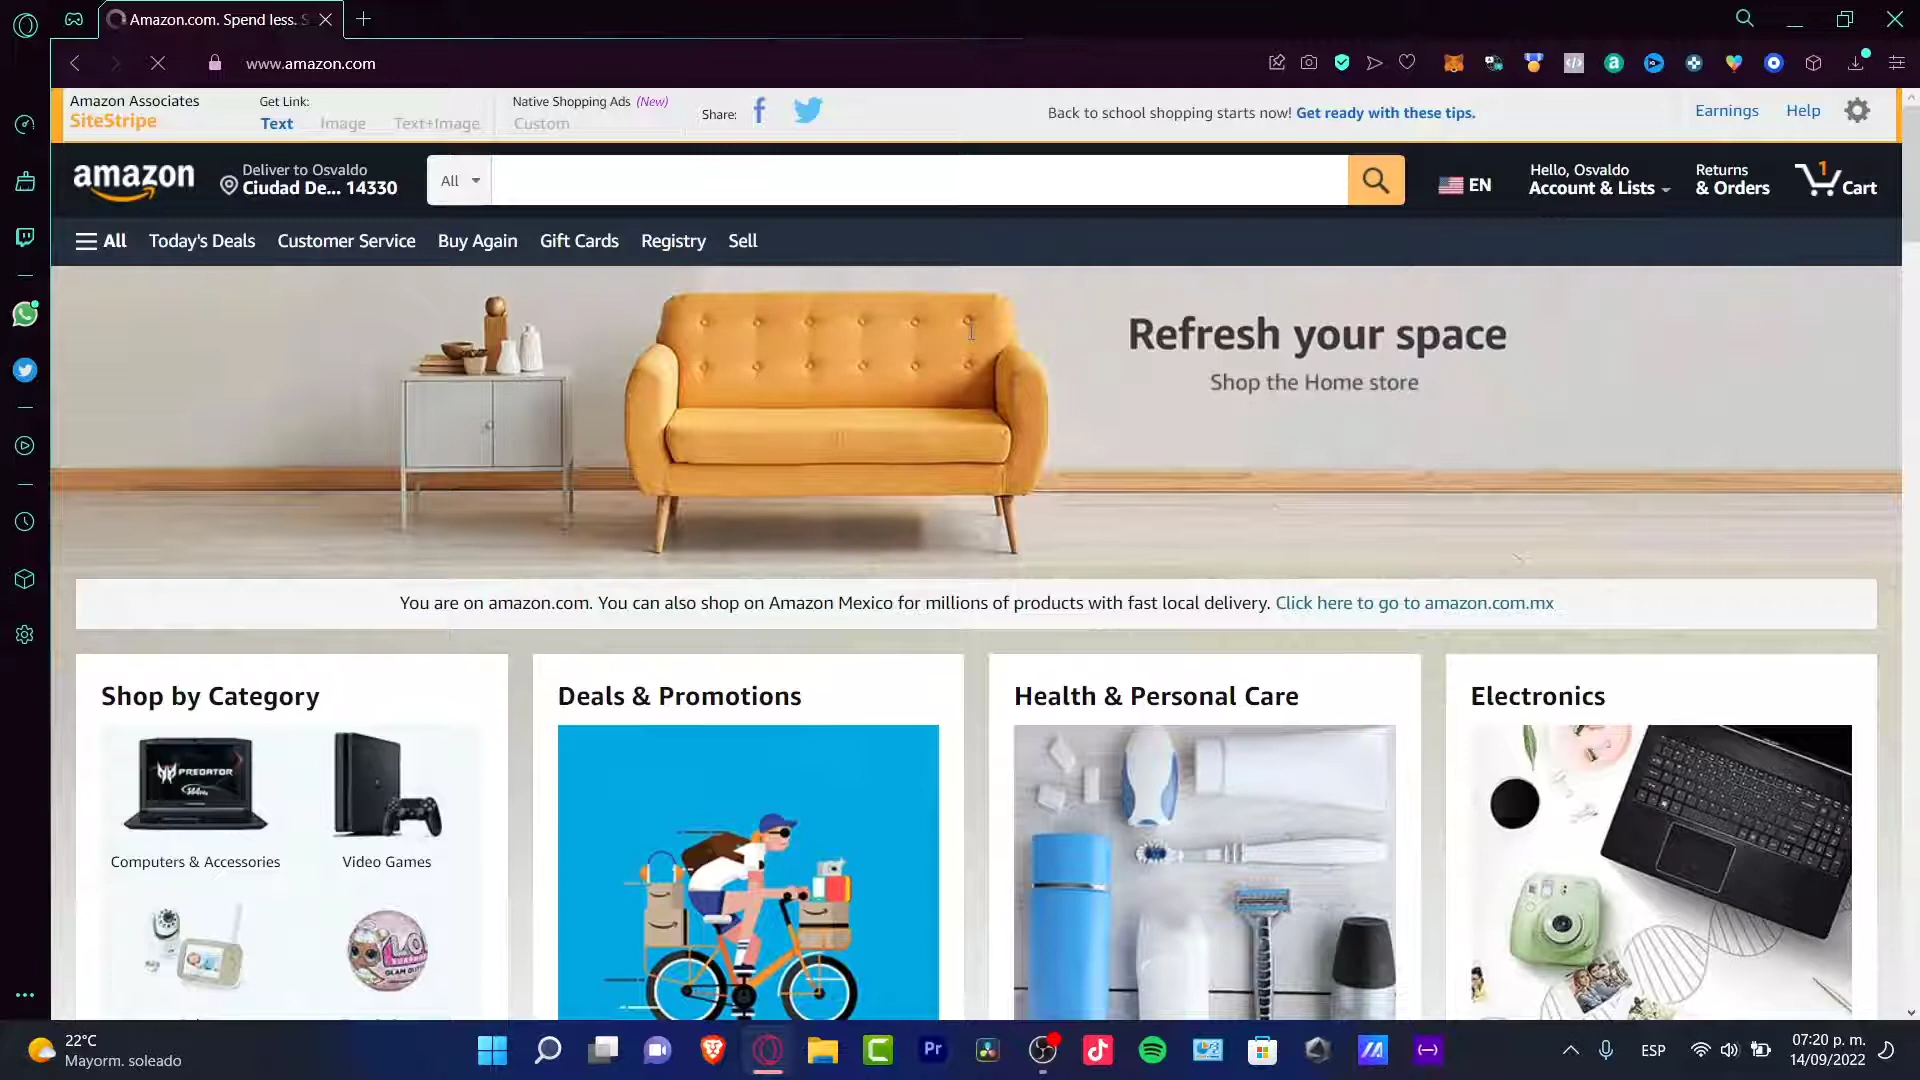 Amazon.com. Spend less. S
www.amazon.com
Amazon Associates
SiteStripe
Get Link:
Text Image Text+Image
Native Shopping Ads (New)
Custom
Share:
Back to school shopping starts now! Get ready with these tips.
Earnings Help
amazon
Deliver to Osvaldo
Ciudad De... 14330
All
EN
Hello, Osvaldo
Account & Lists
Returns
& Orders
1
Cart
All Today's Deals Customer Service Buy Again Gift Cards Registry Sell
Refresh your space
Shop the Home store
You are on amazon.com. You can also shop on Amazon Mexico for millions of products with fast local delivery. Click here to go to amazon.com.mx
Shop by Category
Deals & Promotions
Health & Personal Care
Electronics
PREDATOR
Computers & Accessories
Video Games
22°C
Mayorm. soleado
Pr
ESP
07:20 p. m.
14/09/2022